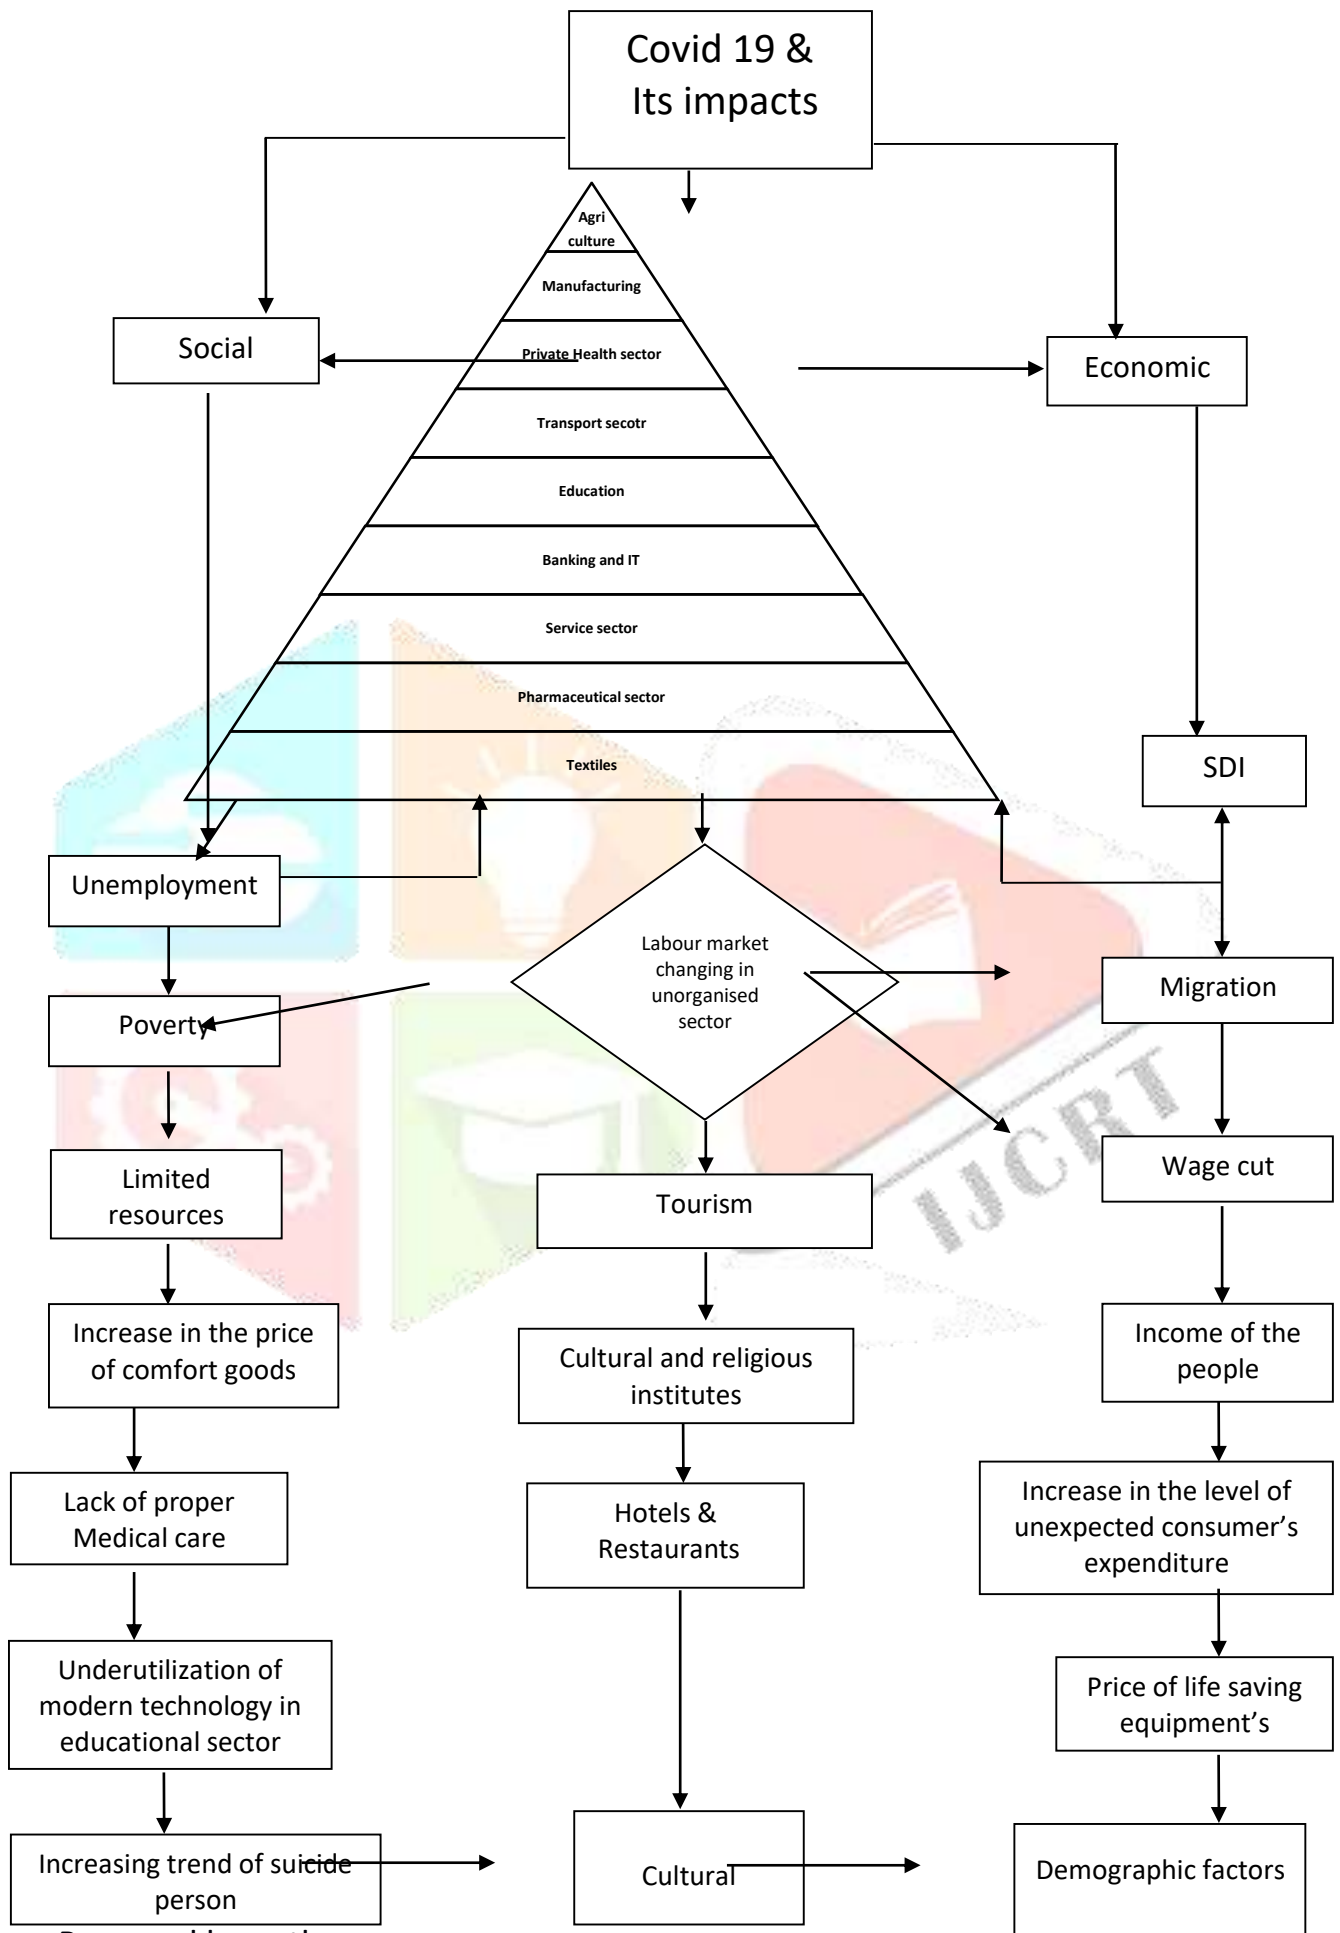 Covid 19 &
Its impacts
Agri
culture
Manufacturing
Social
Private Health sector
Economic
Transport secotr
Education
Banking and IT
Service sector
Pharmaceutical sector
Textiles
SDI
Unemployment
Labour market
changing in
unorganised
sector
Migration
Poverty
Limited
resources
Tourism
Wage cut
IJCRT
Increase in the price
of comfort goods
Cultural and religious
institutes
Income of the
people
Lack of proper
Medical care
Hotels &
Restaurants
Increase in the level of
unexpected consumer’s
expenditure
Underutilization of
modern technology in
educational sector
Price of life saving
equipment’s
Increasing trend of suicide
person
Cultural
Demographic factors